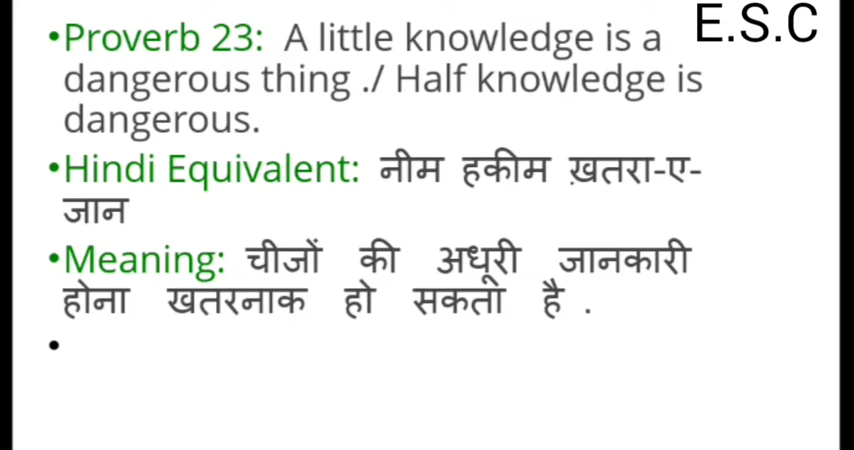 E.S.C
•Proverb 23: A little knowledge is a
dangerous thing ./ Half knowledge is
dangerous.
•Hindi Equivalent: नीम हकीम ख़तरा-ए-
जान
•Meaning: चीजों की अधूरी जानकारी
होना खतरनाक हो सकता है .
•